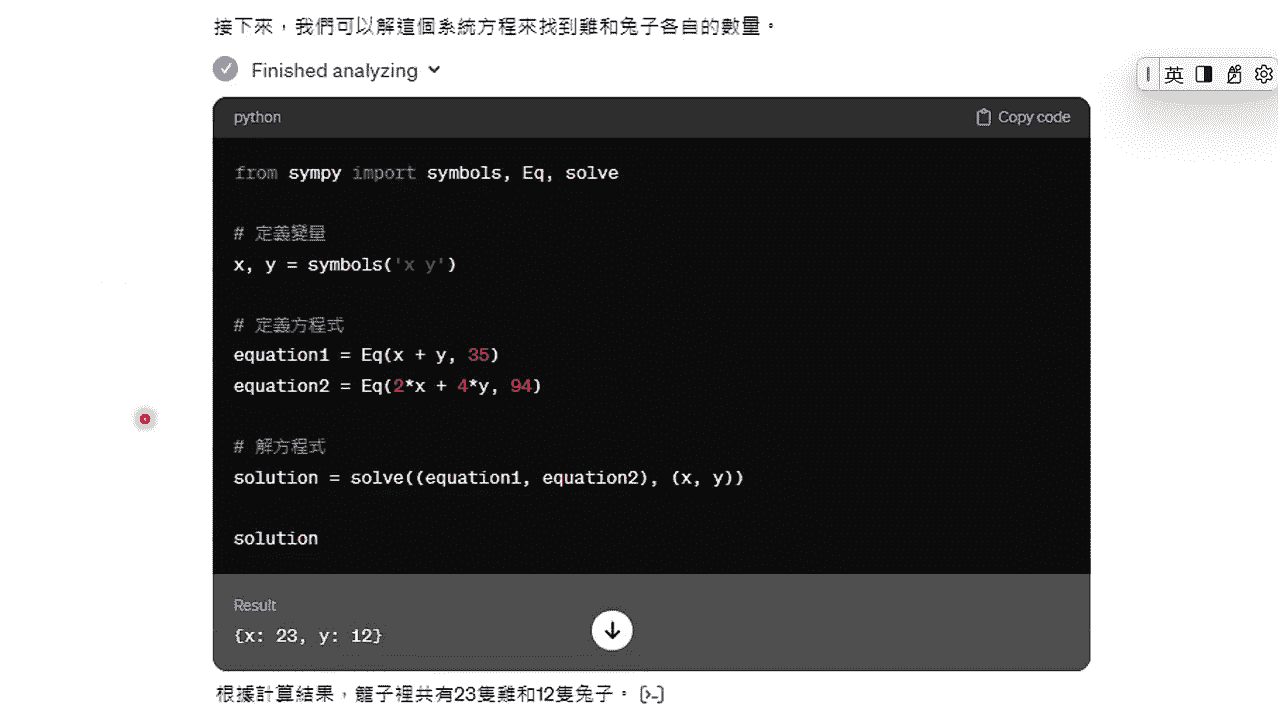 接下來，我們可以解這個系統方程來找到雞和兔子各自的數量。
Finished analyzing
英
python
Copy code
from sympy import symbols, Eq, solve
# 定義變量
x, y = symbols('x y')
# 定義方程式
equation1 = Eq(x + y, 35)
equation2 = Eq(2*x + 4*y, 94)
# 解方程式
solution = solve((equation1, equation2), (x, y))
solution
Result
{x: 23, y: 12}
根據計算結果，籠子裡共有23隻雞和12隻兔子。 [>_]